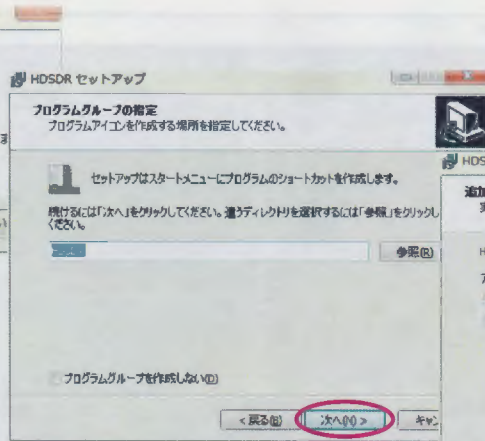 HDSDR セットアップ
プログラムグループの指定
プログラムアイコンを作成する場所を指定してください。
セットアップはスタートメニューにプログラムのショートカットを作成します。
続けるには「次へ」をクリックしてください。違うディレクトリを選択するには「参照」をクリックし
ください。
参照(R)
プログラムグループを作成しない(D)
< 戻る(B)
次へ(N) >
キャ
HDS
追加